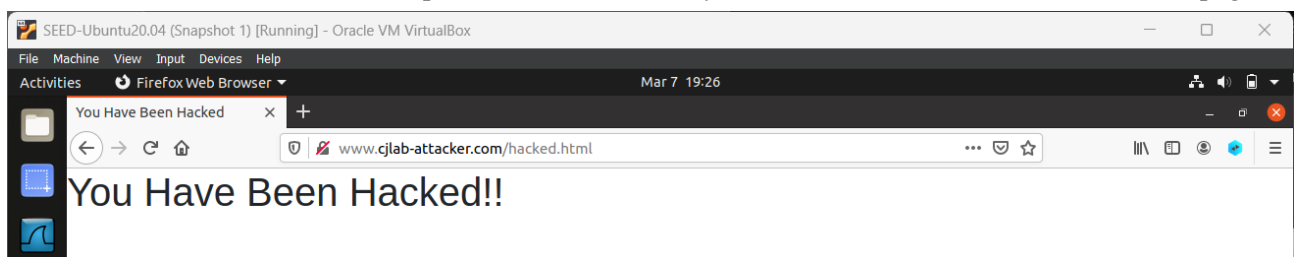 SEED-Ubuntu20.04 (Snapshot 1) [Running] - Oracle VM VirtualBox
File Machine View Input Devices Help
Activities Firefox Web Browser Mar 7 19:26
You Have Been Hacked
www.cjlab-attacker.com/hacked.html
You Have Been Hacked!!